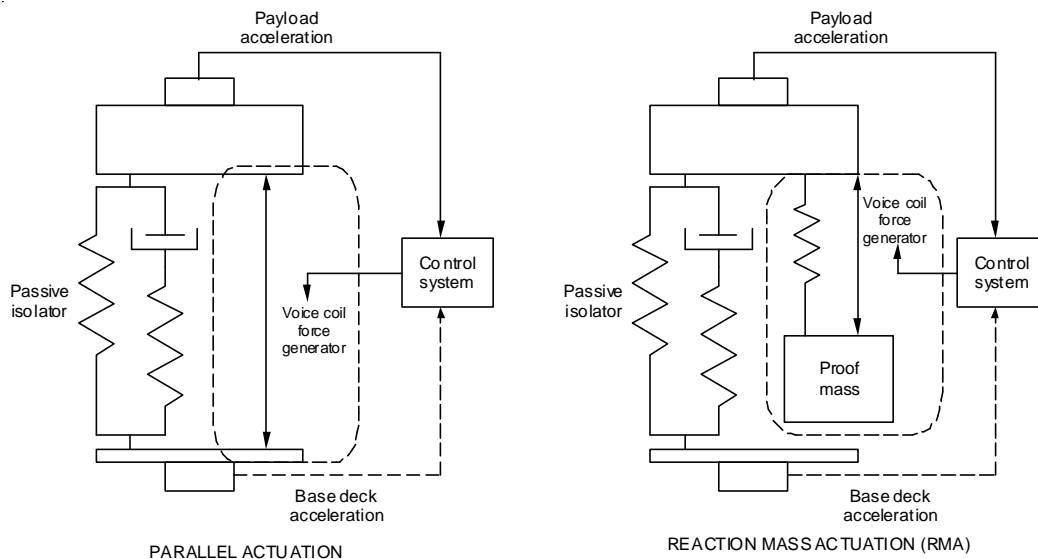 Payload
acceleration
Control
system
Passive
isolator
Voice coil
force
generator
Base deck
acceleration
PARALLEL ACTUATION
Payload
acceleration
Voice coil
force
generator
Control
system
Passive
isolator
Proof
mass
Base deck
acceleration
REACTION MASS ACTUATION (RMA)